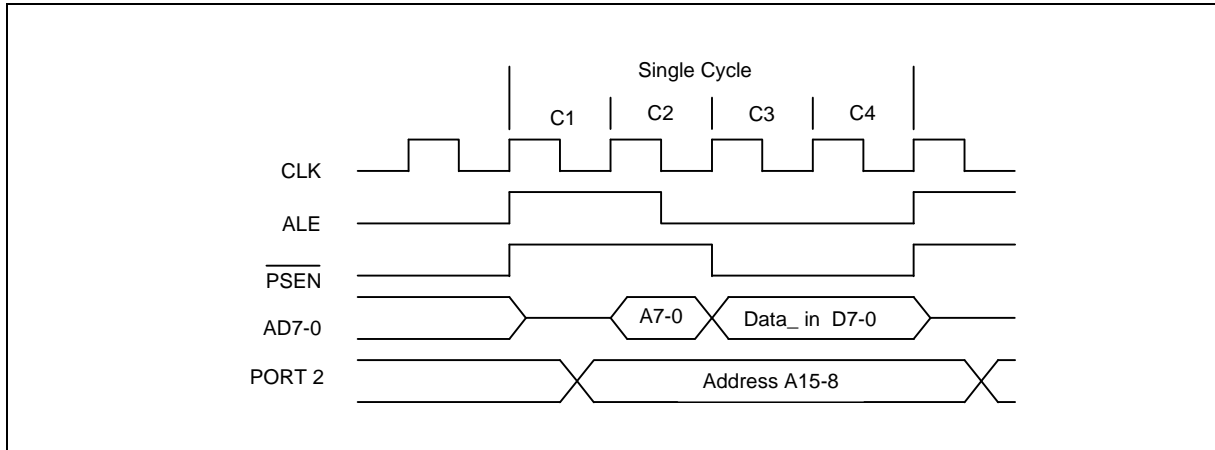 Single Cycle
C1 C2 C3 C4
CLK
ALE
PSEN
AD7-0 A7-0 Data_ in D7-0
PORT 2 Address A15-8